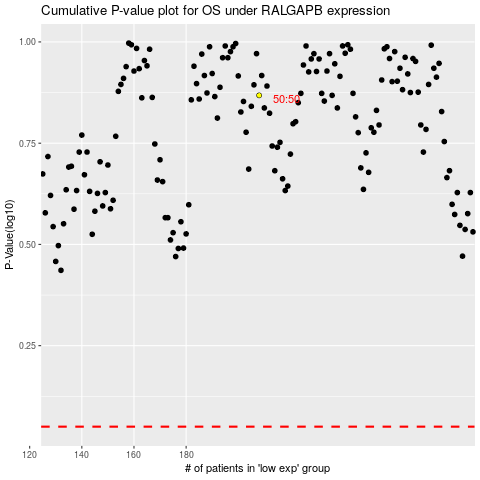 Cumulative P-value plot for OS under RALGAPB expression
P-Value(log10)
1.00
0.75
0.50
0.25
50:50
120 140 160 180
# of patients in 'low exp' group